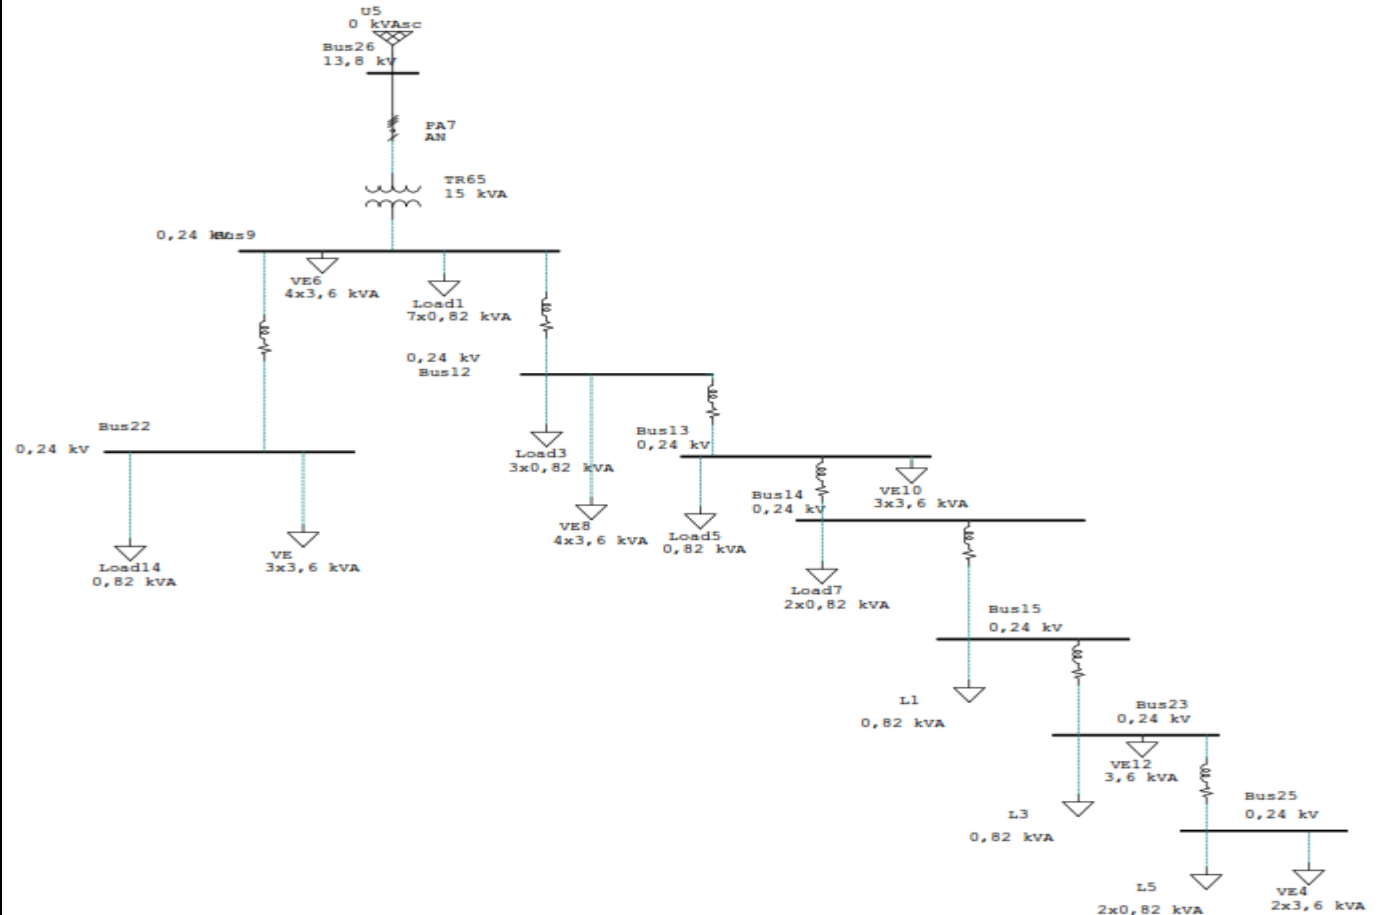 U5
0 kVAsc
Bus26
13,8 kV
PA7
AN
TR65
15 kVA
0,24 kV Bus9
VE6
4x3,6 kVA
Load1
7x0,82 kVA
0,24 kV
Bus12
Bus22
0,24 kV
Load3
3x0,82 kVA
VE8
4x3,6 kVA
Bus13
0,24 kV
Load5
0,82 kVA
VE10
3x3,6 kVA
Bus14
0,24 kV
Load14
0,82 kVA
VE
3x3,6 kVA
Load7
2x0,82 kVA
Bus15
0,24 kV
L1
0,82 kVA
Bus23
0,24 kV
VE12
3,6 kVA
L3
0,82 kVA
Bus25
0,24 kV
L5
2x0,82 kVA
VE4
2x3,6 kVA